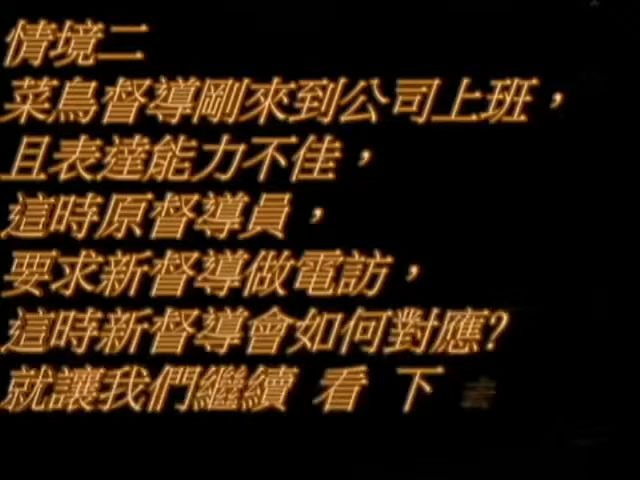 情境二
菜鳥督導剛來到公司上班，
且表達能力不佳，
這時原督導員，
要求新督導做電訪，
這時新督導會如何對應?
就讓我們繼續 看 下 去